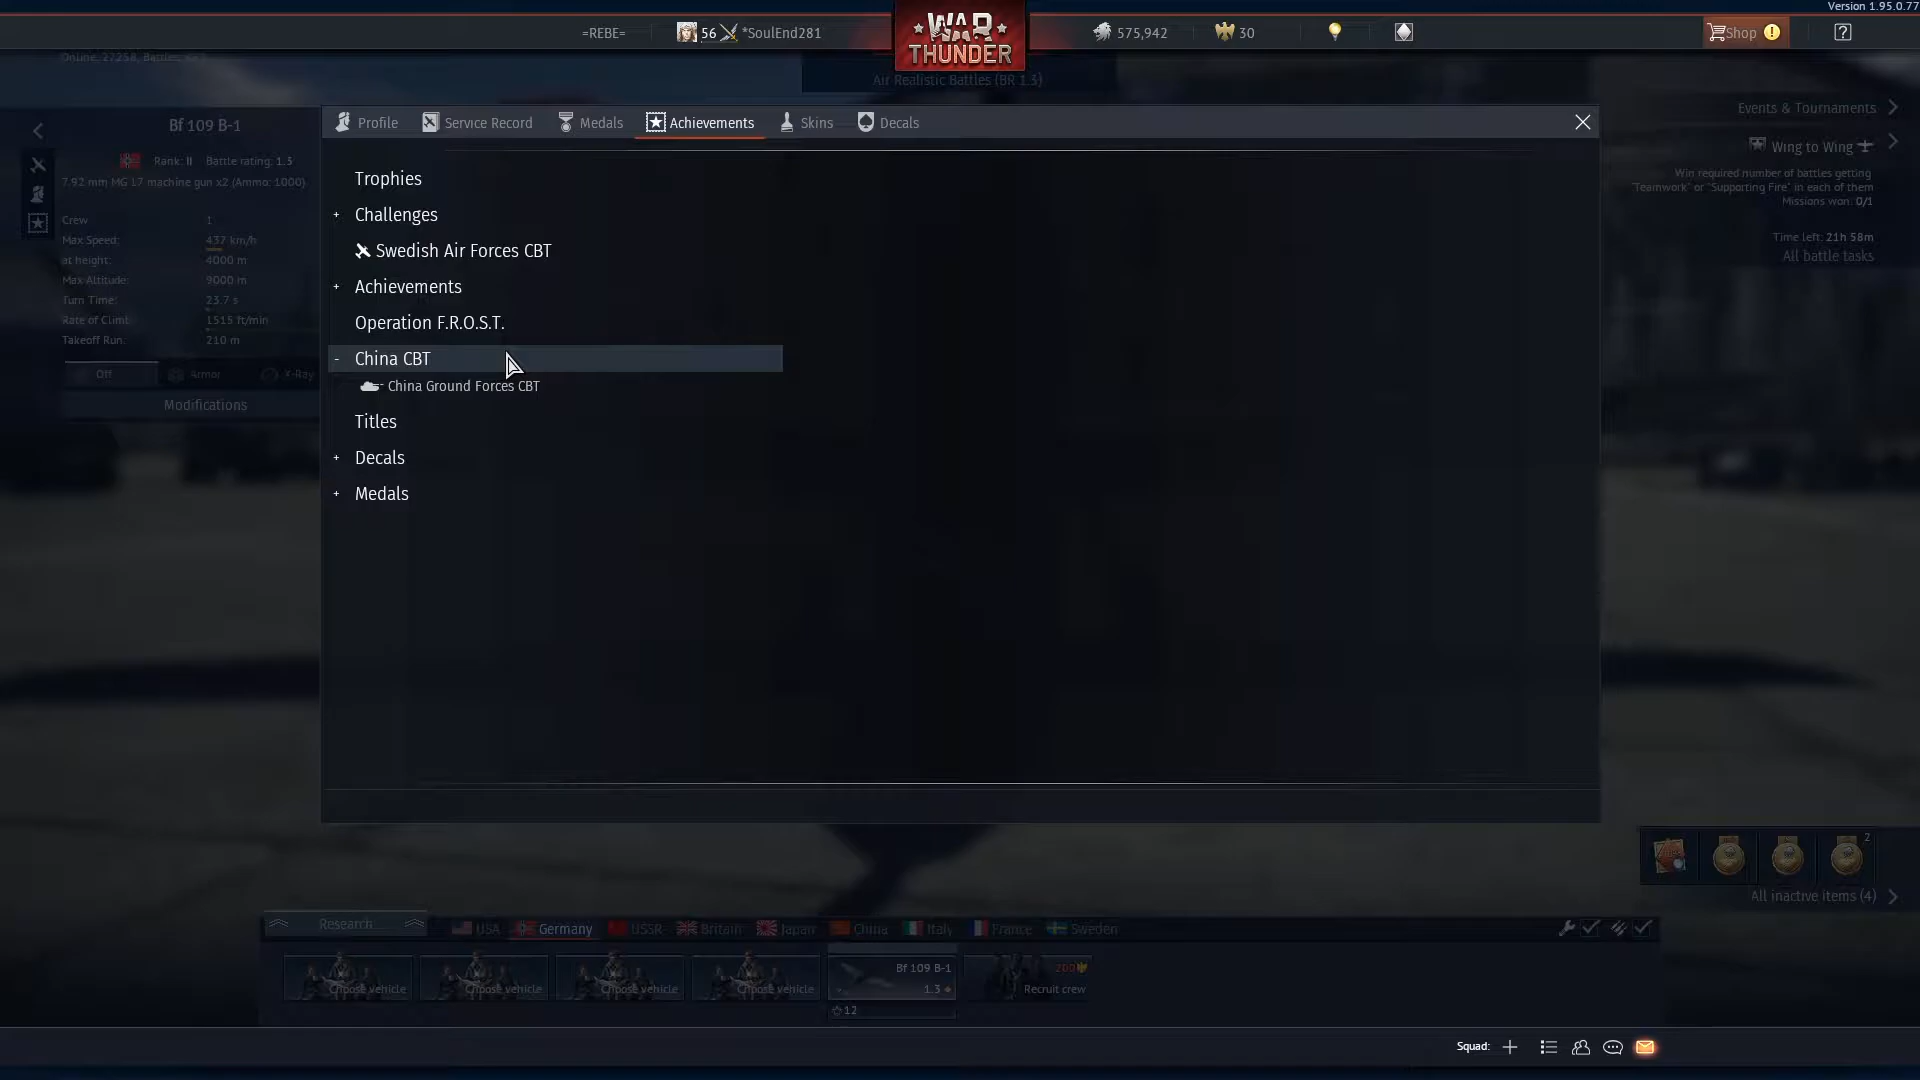 Version 1.95.0.77
=REBE=
56 *SoulEnd281
WAR THUNDER
575,942
30
Shop
Air Realistic Battles (BR 1.3)
Bf 109 B-1
Rank: II Battle rating: 1.3
7.92 mm MG 17 machine gun x2 (Ammo: 1000)
Crew 1
Max Speed: 437 km/h
at height: 4000 m
Max Altitude: 9000 m
Turn Time: 23.7 s
Rate of Climb: 1515 ft/min
Takeoff Run: 210 m
Off Armor X-Ray
Modifications
Profile Service Record Medals Achievements Skins Decals
Trophies
+ Challenges
Swedish Air Forces CBT
+ Achievements
Operation F.R.O.S.T.
- China CBT
China Ground Forces CBT
Titles
+ Decals
+ Medals
Events & Tournaments
Wing to Wing
Win required number of battles getting
"Teamwork" or "Supporting Fire" in each of them
Missions won: 0/1
Time left: 21h 58m
All battle tasks
2
All inactive items (4)
Research
USA Germany USSR Britain Japan China Italy France Sweden
Choose vehicle
Choose vehicle
Choose vehicle
Choose vehicle
Bf 109 B-1
1.3
12
200
Recruit crew
Squad: